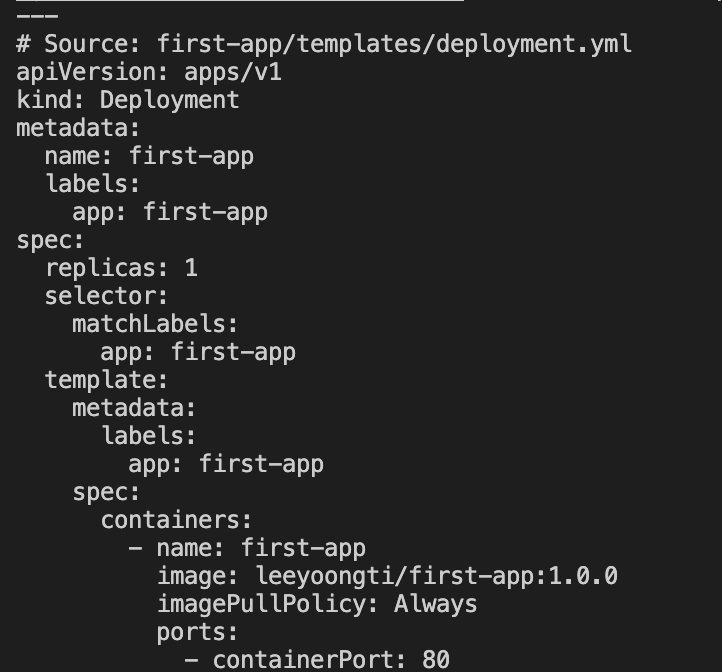 ---
# Source: first-app/templates/deployment.yml
apiVersion: apps/v1
kind: Deployment
metadata:
  name: first-app
  labels:
    app: first-app
spec:
  replicas: 1
  selector:
    matchLabels:
      app: first-app
  template:
    metadata:
      labels:
        app: first-app
    spec:
      containers:
        - name: first-app
          image: leeyoongti/first-app:1.0.0
          imagePullPolicy: Always
          ports:
            - containerPort: 80